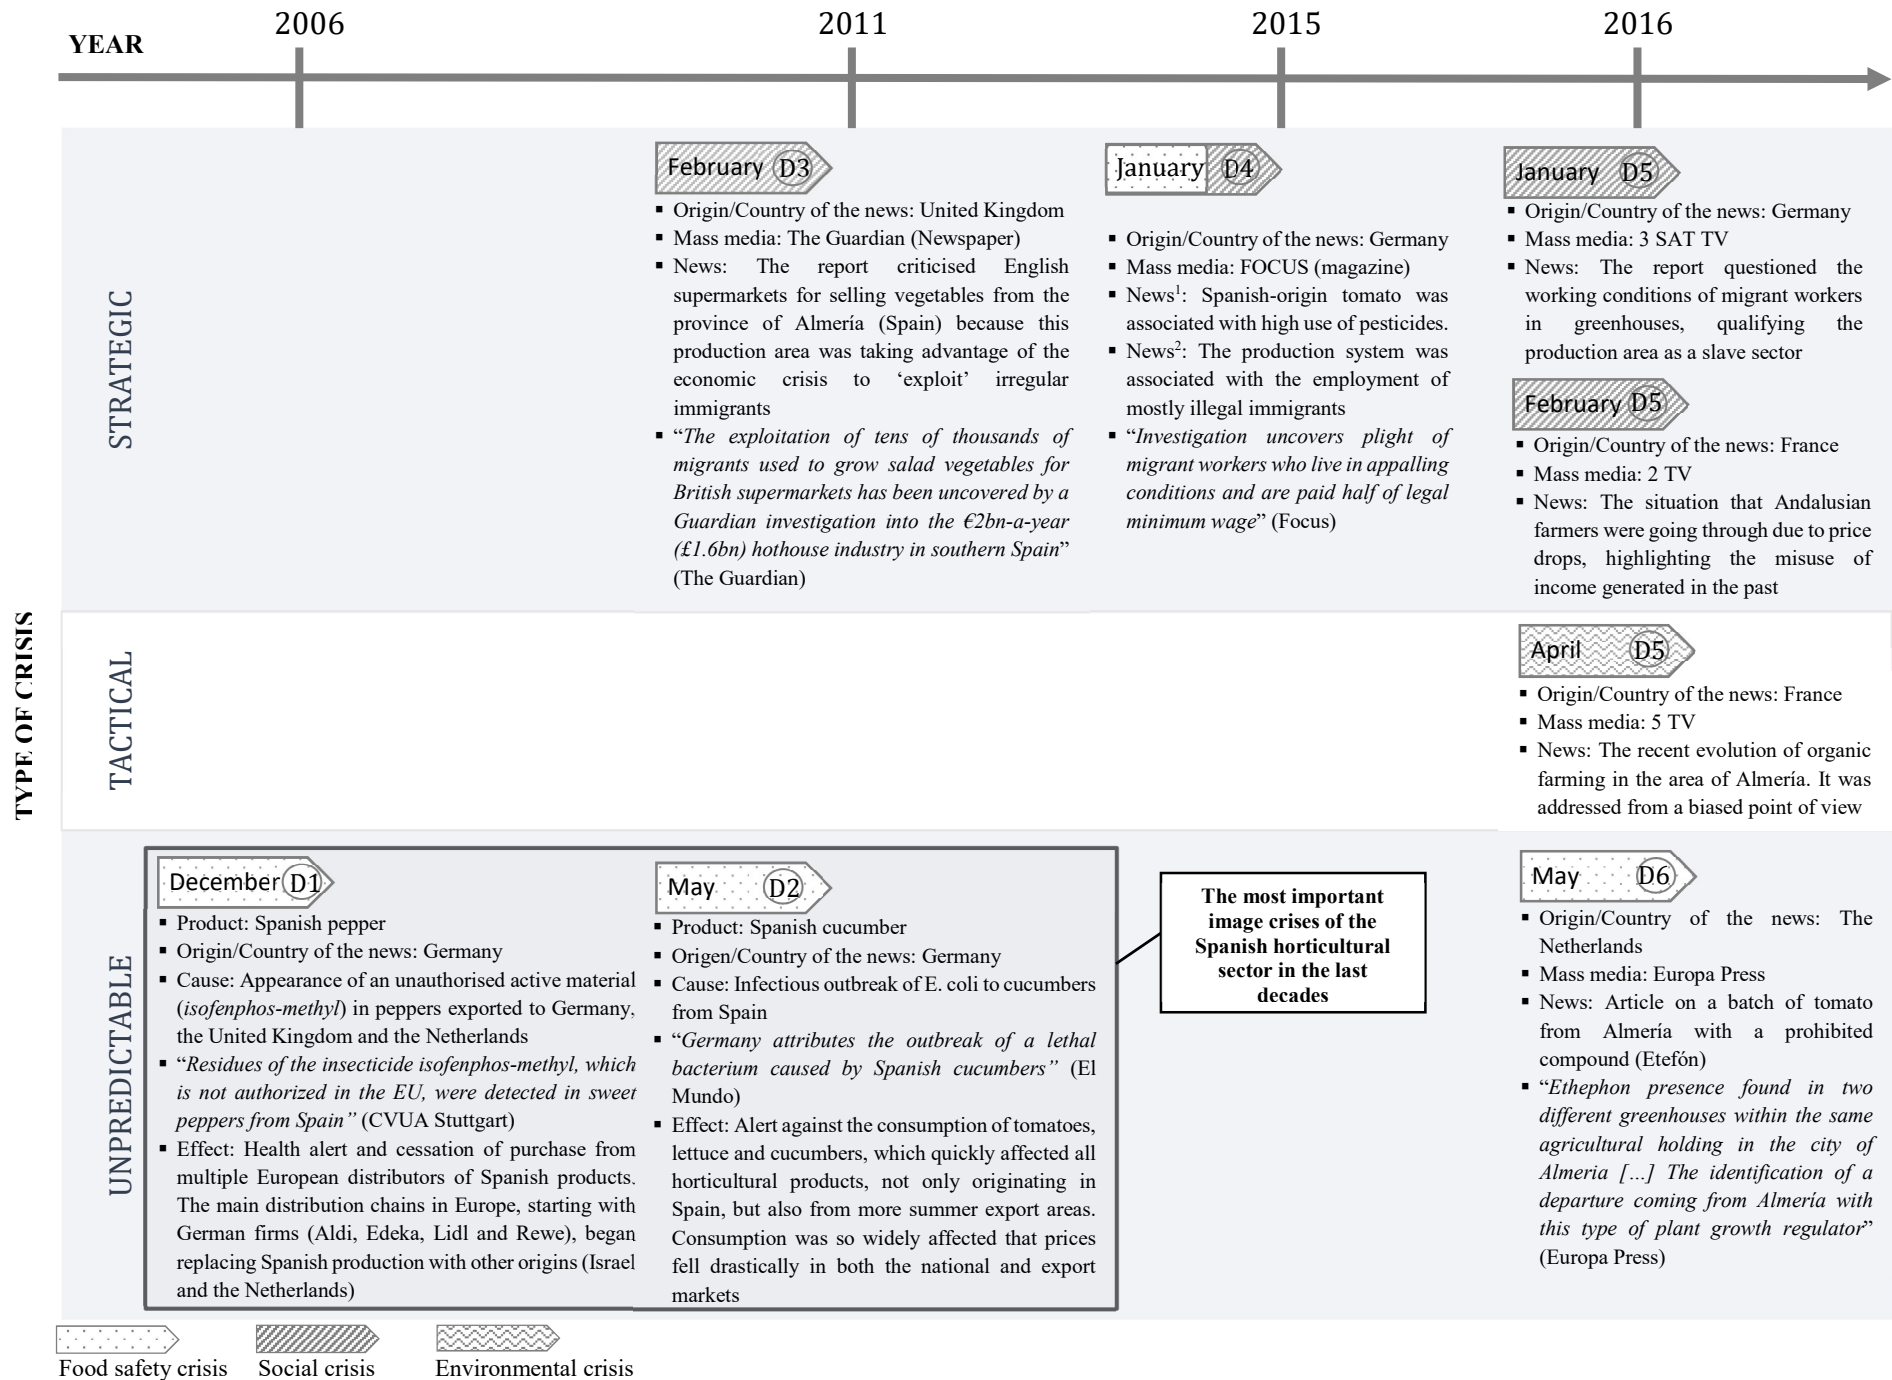 YEAR
2006
2011
2015
2016
TYPE OF CRISIS
STRATEGIC
February D3
▪ Origin/Country of the news: United Kingdom
▪ Mass media: The Guardian (Newspaper)
▪ News: The report criticised English
supermarkets for selling vegetables from the
province of Almería (Spain) because this
production area was taking advantage of the
economic crisis to ‘exploit’ irregular
immigrants
▪ “The exploitation of tens of thousands of
migrants used to grow salad vegetables for
British supermarkets has been uncovered by a
Guardian investigation into the €2bn-a-year
(£1.6bn) hothouse industry in southern Spain”
(The Guardian)
January D4
▪ Origin/Country of the news: Germany
▪ Mass media: FOCUS (magazine)
▪ News¹: Spanish-origin tomato was
associated with high use of pesticides.
▪ News²: The production system was
associated with the employment of
mostly illegal immigrants
▪ “Investigation uncovers plight of
migrant workers who live in appalling
conditions and are paid half of legal
minimum wage” (Focus)
January D5
▪ Origin/Country of the news: Germany
▪ Mass media: 3 SAT TV
▪ News: The report questioned the
working conditions of migrant workers
in greenhouses, qualifying the
production area as a slave sector
February D5
▪ Origin/Country of the news: France
▪ Mass media: 2 TV
▪ News: The situation that Andalusian
farmers were going through due to price
drops, highlighting the misuse of
income generated in the past
TACTICAL
April D5
▪ Origin/Country of the news: France
▪ Mass media: 5 TV
▪ News: The recent evolution of organic
farming in the area of Almería. It was
addressed from a biased point of view
UNPREDICTABLE
December D1
▪ Product: Spanish pepper
▪ Origin/Country of the news: Germany
▪ Cause: Appearance of an unauthorised active material
(isofenphos-methyl) in peppers exported to Germany,
the United Kingdom and the Netherlands
▪ “Residues of the insecticide isofenphos-methyl, which
is not authorized in the EU, were detected in sweet
peppers from Spain” (CVUA Stuttgart)
▪ Effect: Health alert and cessation of purchase from
multiple European distributors of Spanish products.
The main distribution chains in Europe, starting with
German firms (Aldi, Edeka, Lidl and Rewe), began
replacing Spanish production with other origins (Israel
and the Netherlands)
May D2
▪ Product: Spanish cucumber
▪ Origen/Country of the news: Germany
▪ Cause: Infectious outbreak of E. coli to cucumbers
from Spain
▪ “Germany attributes the outbreak of a lethal
bacterium caused by Spanish cucumbers” (El
Mundo)
▪ Effect: Alert against the consumption of tomatoes,
lettuce and cucumbers, which quickly affected all
horticultural products, not only originating in
Spain, but also from more summer export areas.
Consumption was so widely affected that prices
fell drastically in both the national and export
markets
The most important
image crises of the
Spanish horticultural
sector in the last
decades
May D6
▪ Origin/Country of the news: The
Netherlands
▪ Mass media: Europa Press
▪ News: Article on a batch of tomato
from Almería with a prohibited
compound (Etefón)
▪ “Ethephon presence found in two
different greenhouses within the same
agricultural holding in the city of
Almeria [...] The identification of a
departure coming from Almería with
this type of plant growth regulator”
(Europa Press)
Food safety crisis
Social crisis
Environmental crisis